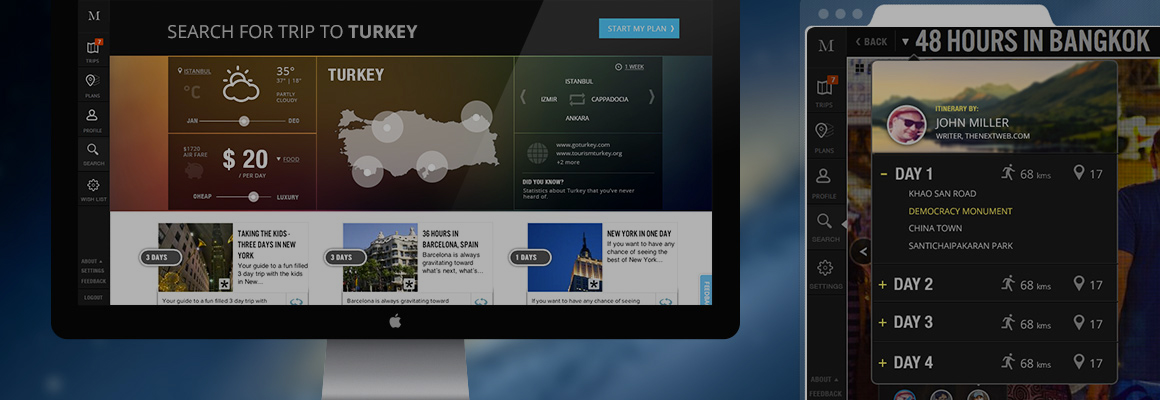 M
TRIPS
7
PLANS
PROFILE
SEARCH
WISH LIST
ABOUT
SETTINGS
FEEDBACK
LOGOUT
SEARCH FOR TRIP TO TURKEY
START MY PLAN >
ISTANBUL
°C
35°
37° | 18°
PARTLY
CLOUDY
JAN
DEC
$1720
AIR FARE
$ 20
/ PER DAY
FOOD
CHEAP
LUXURY
TURKEY
1 WEEK
ISTANBUL
IZMIR
CAPPADOCIA
ANKARA
www.goturkey.com
www.tourismturkey.org
+2 more
DID YOU KNOW?
Statistics about Turkey that you've never
heard of.
3 DAYS
TAKING THE KIDS -
THREE DAYS IN NEW
YORK
Your guide to a fun filled
3 day trip with the kids
in New...
Your guide to a fun filled 3 day trip with
3 DAYS
36 HOURS IN
BARCELONA, SPAIN
Barcelona is always
gravitating toward
what's next, what's...
Barcelona is always gravitating toward
1 DAYS
NEW YORK IN ONE DAY
If you want to have any
chance of seeing the
best of New York...
If you want to have any chance of seeing
M
TRIPS
7
PLANS
PROFILE
SEARCH
SETTINGS
ABOUT
FEEDBACK
< BACK
▼ 48 HOURS IN BANGKOK
ITINERARY BY:
JOHN MILLER
WRITER, THENEXTWEB.COM
- DAY 1
68 kms
17
KHAO SAN ROAD
DEMOCRACY MONUMENT
CHINA TOWN
SANTICHAIPAKARAN PARK
+ DAY 2
68 kms
17
+ DAY 3
68 kms
17
+ DAY 4
68 kms
17